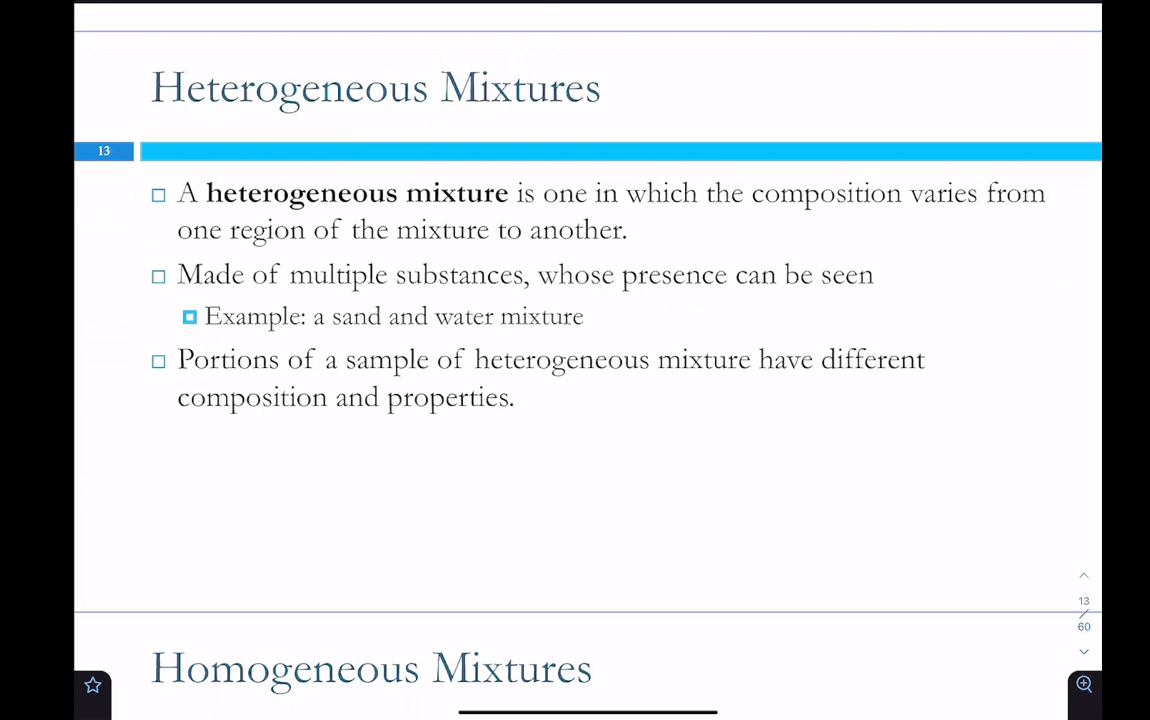 Heterogeneous Mixtures
13
A heterogeneous mixture is one in which the composition varies from
one region of the mixture to another.
Made of multiple substances, whose presence can be seen
Example: a sand and water mixture
Portions of a sample of heterogeneous mixture have different
composition and properties.
13
/
60
Homogeneous Mixtures